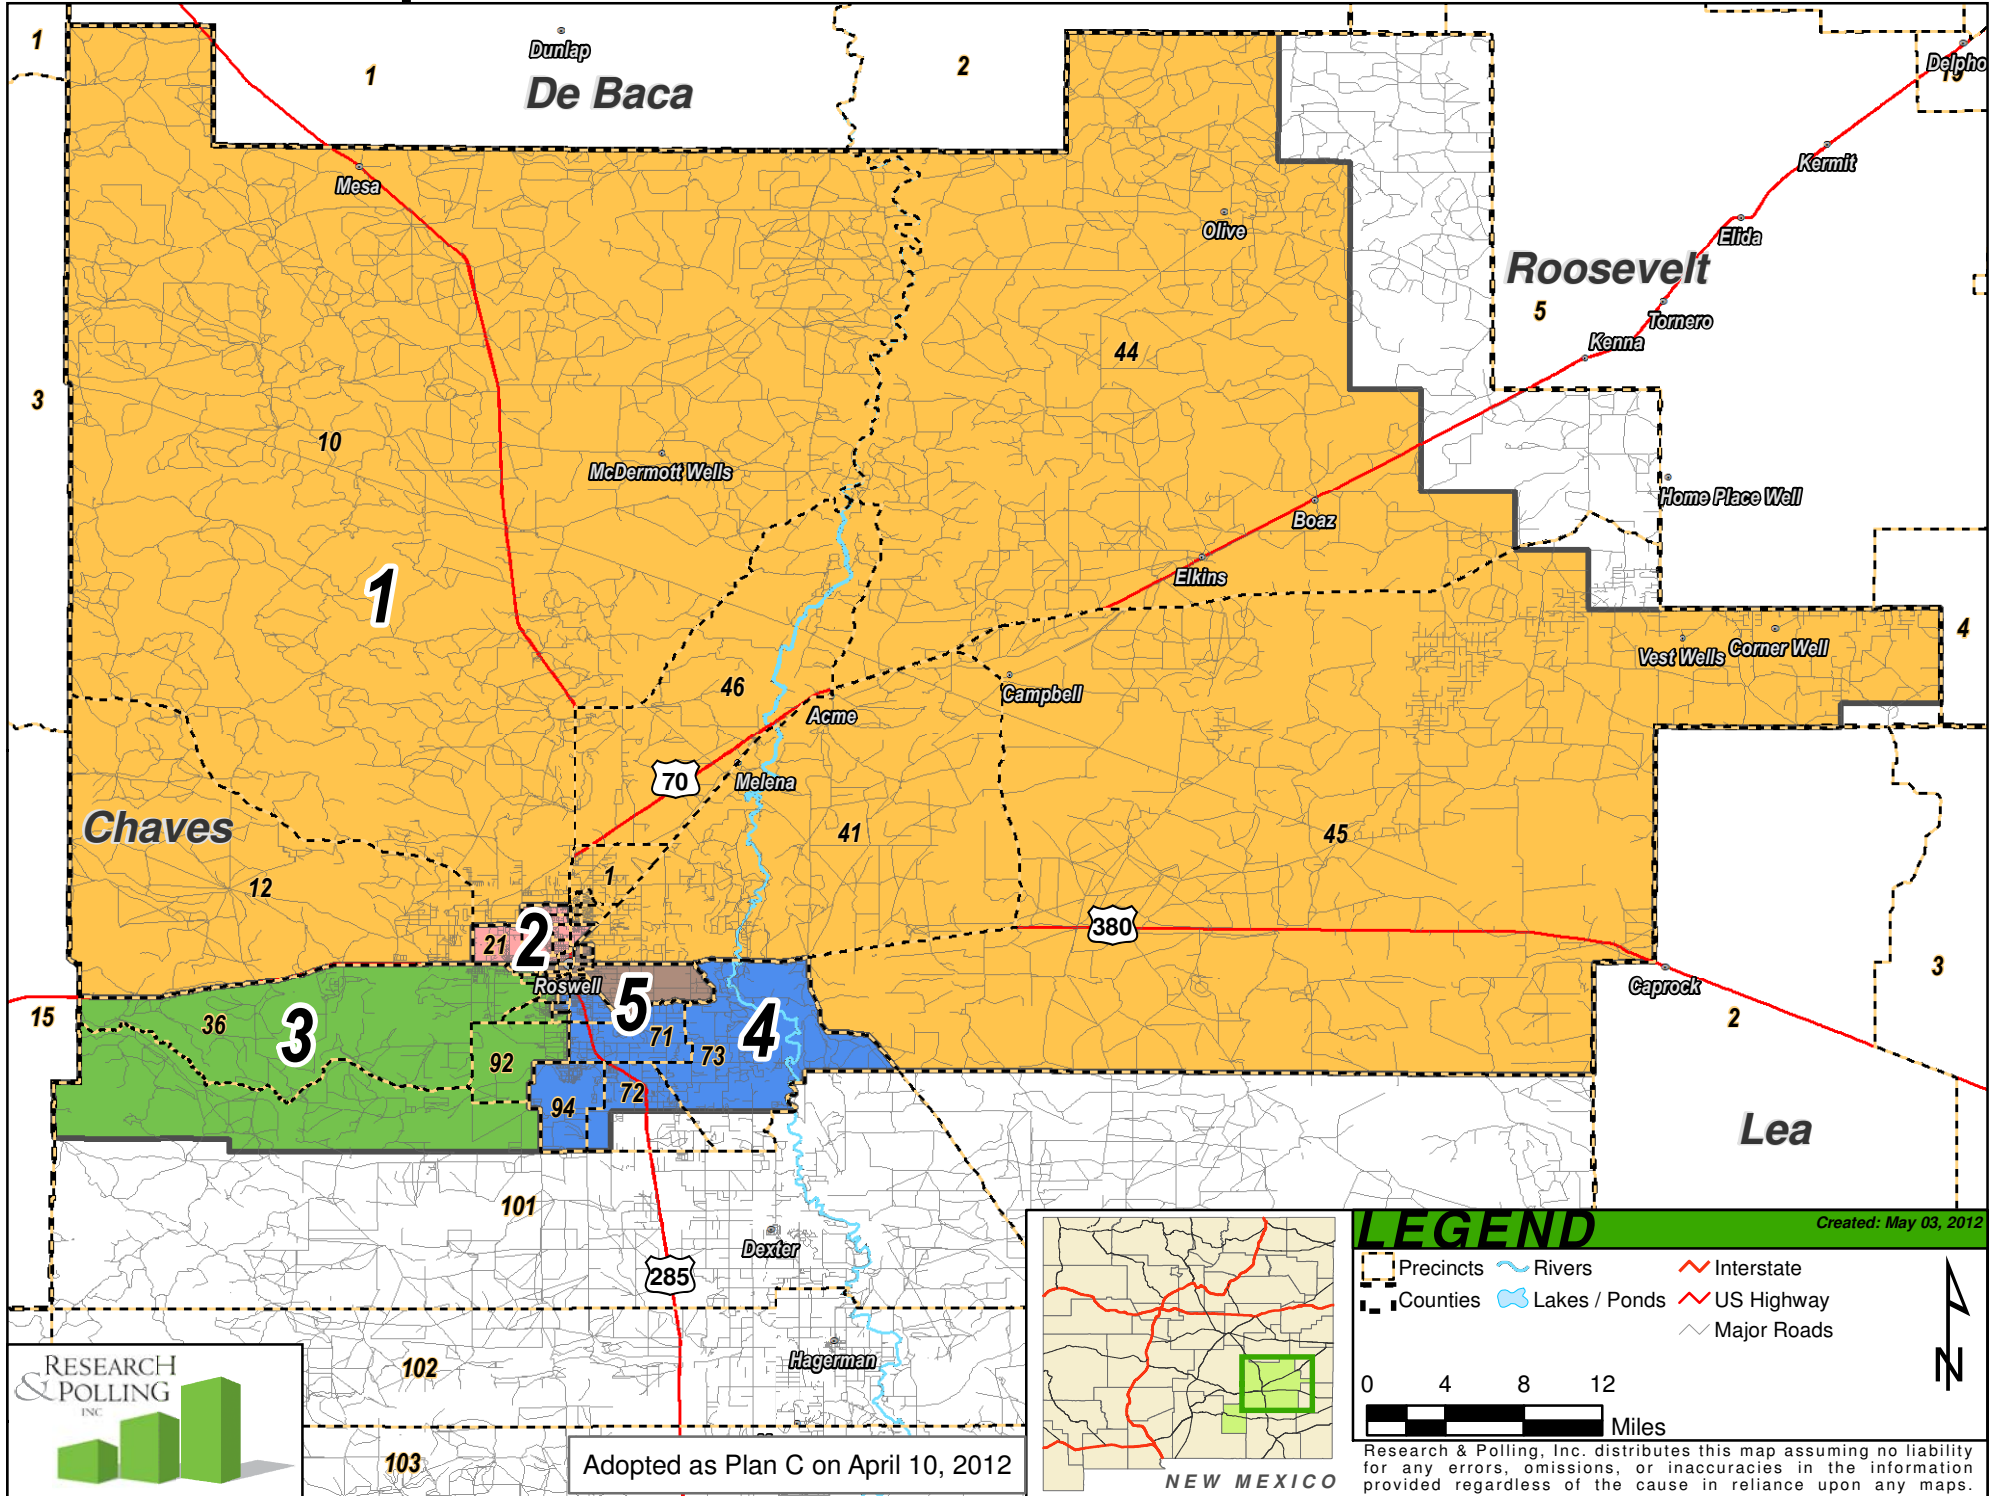 1
1
Dunlap
De Baca
2
Delpho
19
Mesa
Kermit
Olive
Elida
Roosevelt
5
Tornero
Kenna
3
44
10
McDermott Wells
Home Place Well
Boaz
Elkins
1
4
Vest Wells
Corner Well
46
Campbell
Acme
70
Melena
Chaves
41
45
12
1
380
21
2
3
Roswell
Caprock
15
36
3
5
4
2
71
73
92
72
94
Lea
101
Dexter
285
Hagerman
102
103
LEGEND
Created: May 03, 2012
Precincts
Rivers
Interstate
Counties
Lakes / Ponds
US Highway
Major Roads
0 4 8 12
Miles
N
RESEARCH
& POLLING
INC
Adopted as Plan C on April 10, 2012
NEW MEXICO
Research & Polling, Inc. distributes this map assuming no liability
for any errors, omissions, or inaccuracies in the information
provided regardless of the cause in reliance upon any maps.